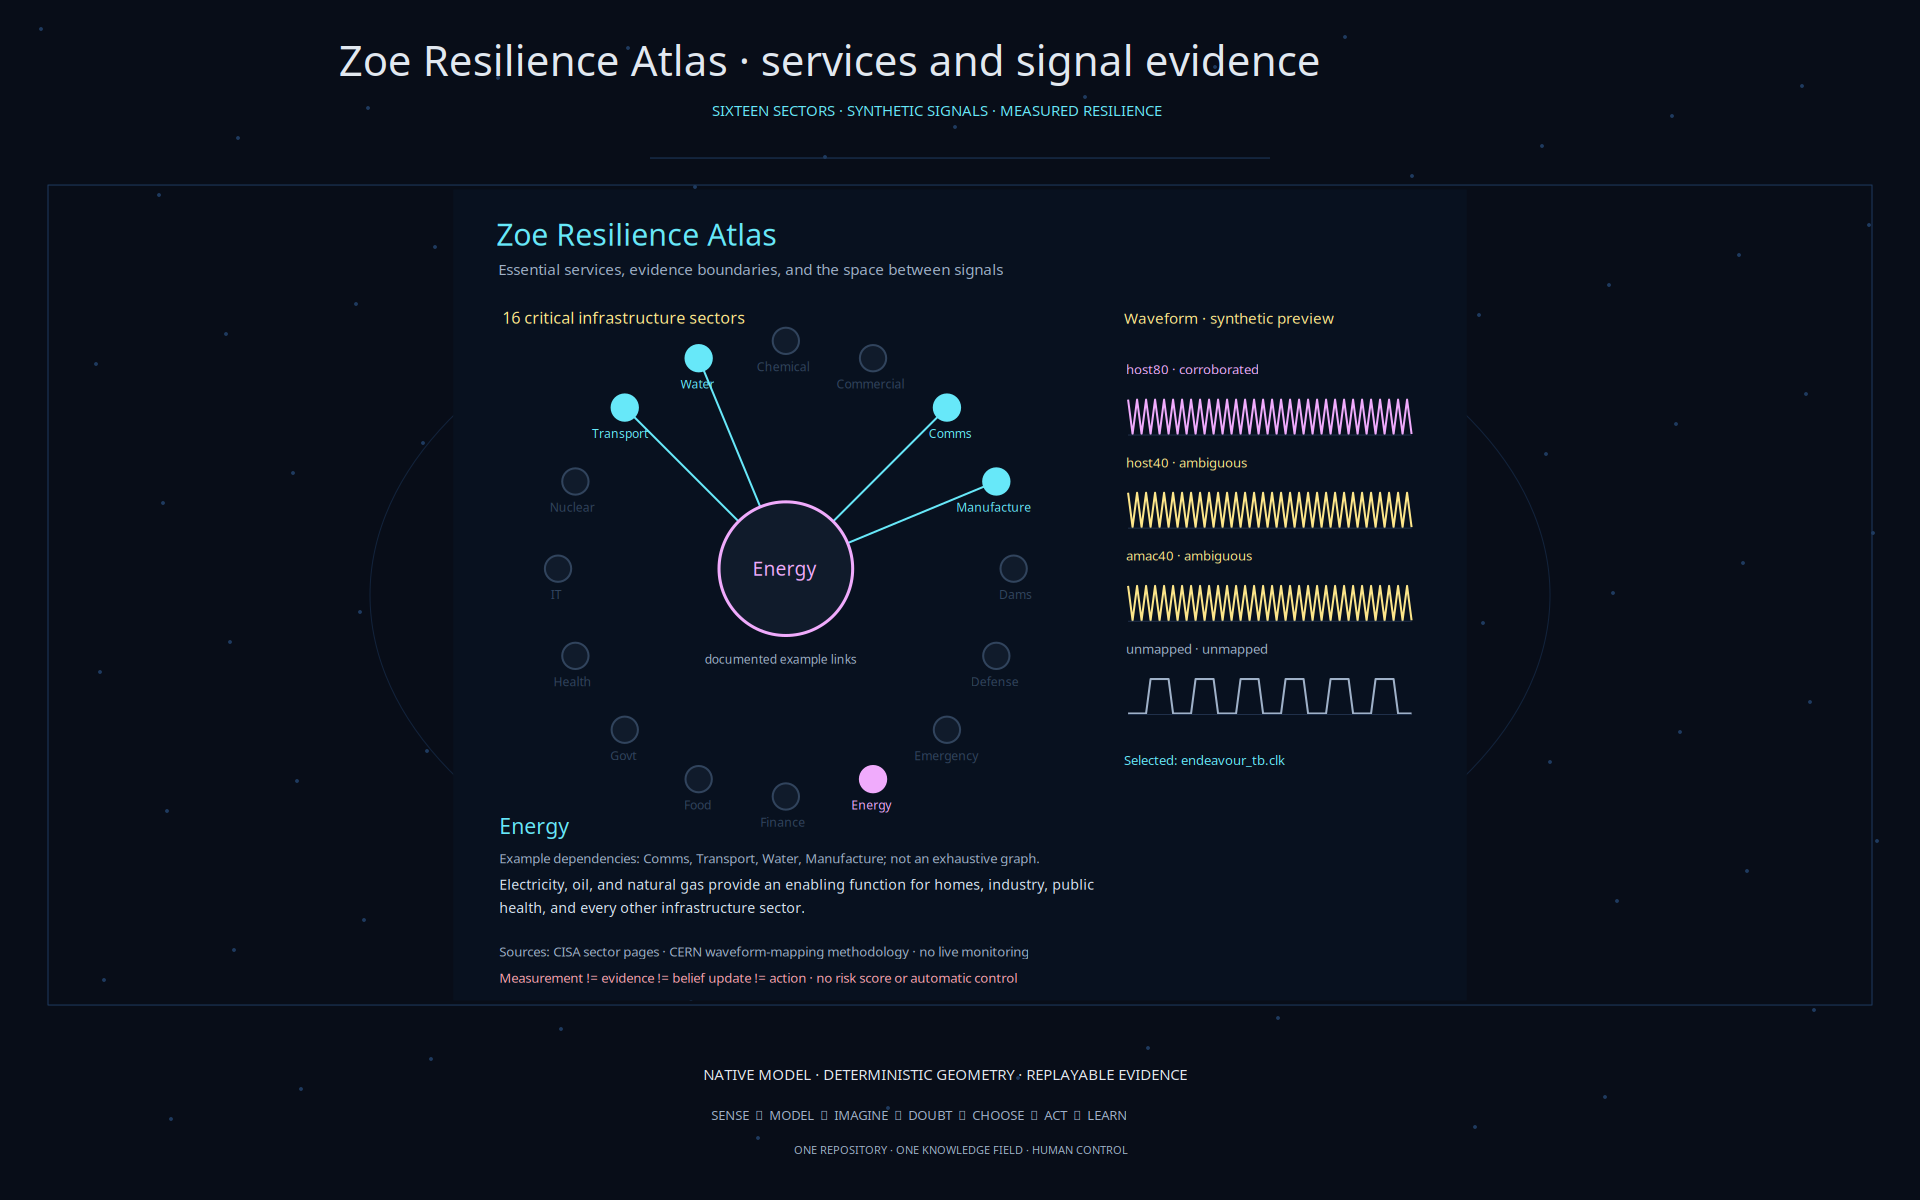 Zoe Resilience Atlas · services and signal evidence
SIXTEEN SECTORS · SYNTHETIC SIGNALS · MEASURED RESILIENCE
Zoe Resilience Atlas
Essential services, evidence boundaries, and the space between signals
16 critical infrastructure sectors
Chemical
Commercial
Water
Transport
Comms
Nuclear
Manufacture
IT
Energy
Dams
documented example links
Health
Defense
Govt
Emergency
Food
Energy
Finance
Waveform · synthetic preview
host80 · corroborated
host40 · ambiguous
amac40 · ambiguous
unmapped · unmapped
Selected: endeavour_tb.clk
Energy
Example dependencies: Comms, Transport, Water, Manufacture; not an exhaustive graph.
Electricity, oil, and natural gas provide an enabling function for homes, industry, public
health, and every other infrastructure sector.
Sources: CISA sector pages · CERN waveform-mapping methodology · no live monitoring
Measurement != evidence != belief update != action · no risk score or automatic control
NATIVE MODEL · DETERMINISTIC GEOMETRY · REPLAYABLE EVIDENCE
SENSE ▯ MODEL ▯ IMAGINE ▯ DOUBT ▯ CHOOSE ▯ ACT ▯ LEARN
ONE REPOSITORY · ONE KNOWLEDGE FIELD · HUMAN CONTROL